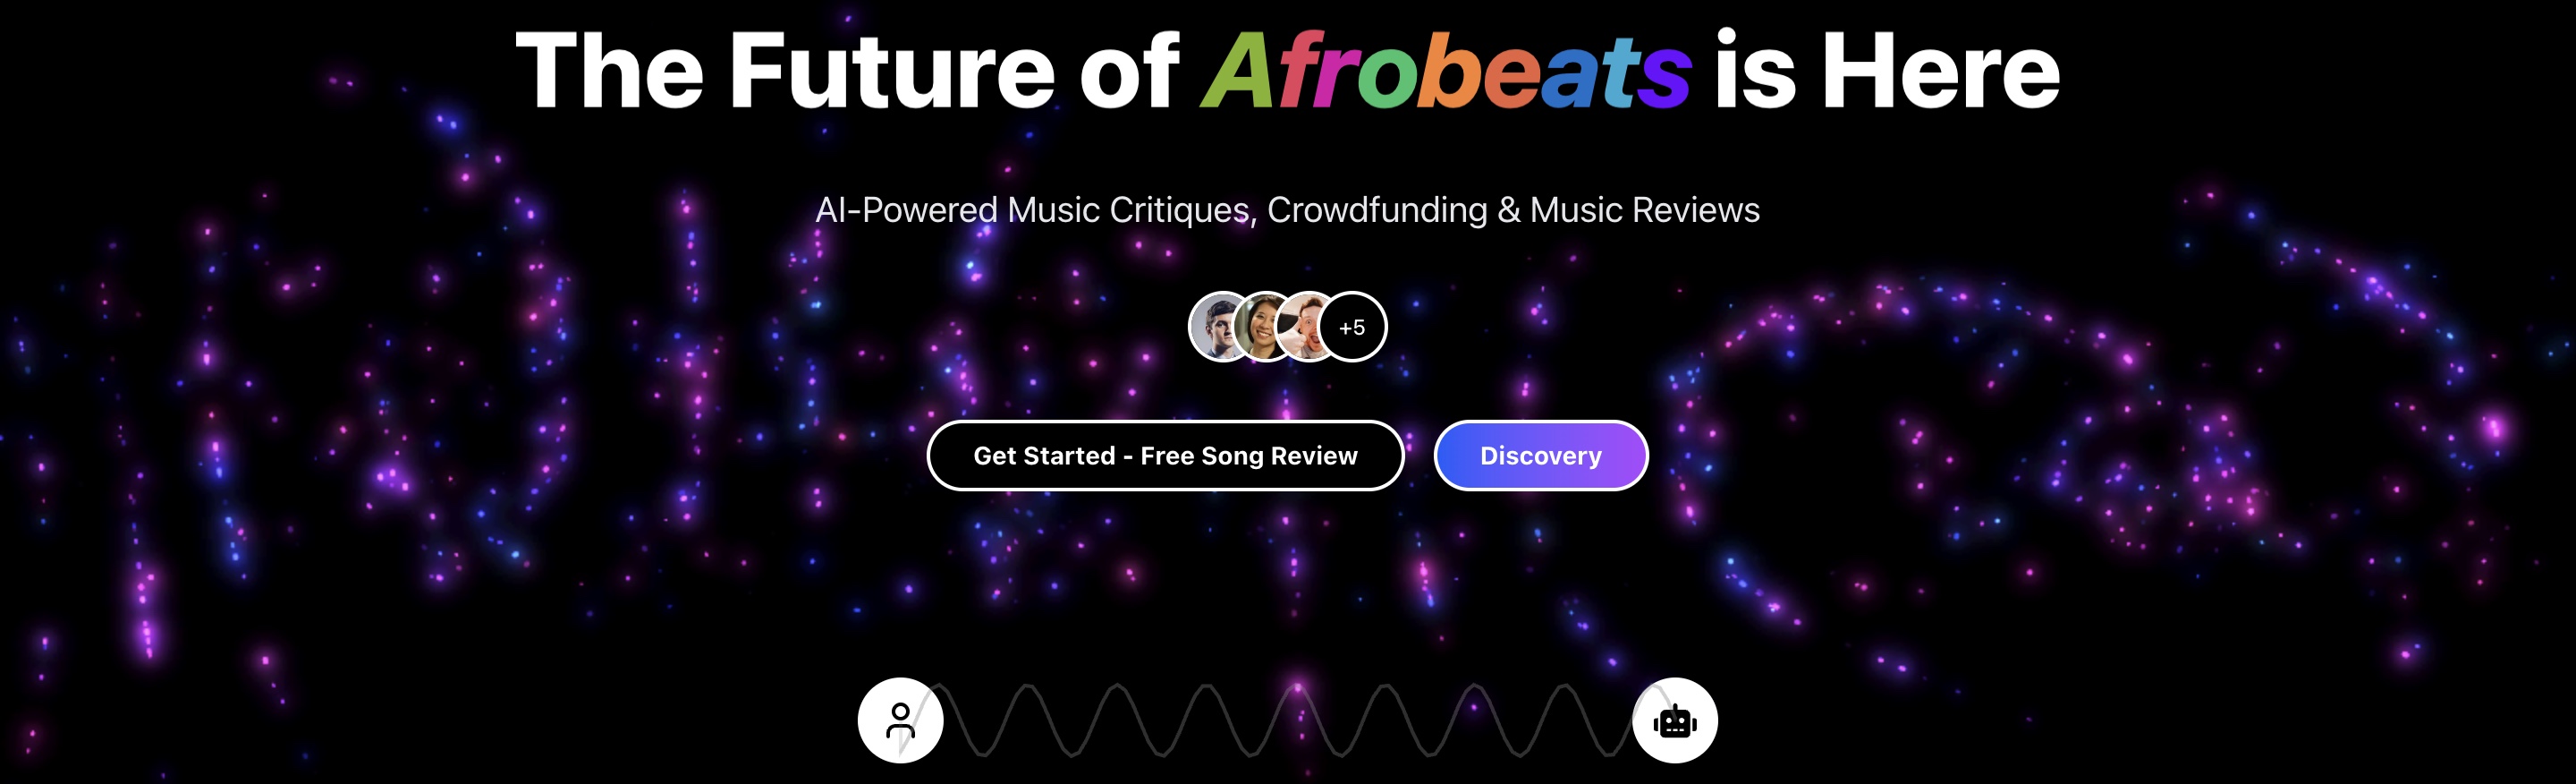 The Future of Afrobeats is Here
AI-Powered Music Critiques, Crowdfunding & Music Reviews
+5
Get Started - Free Song Review
Discovery